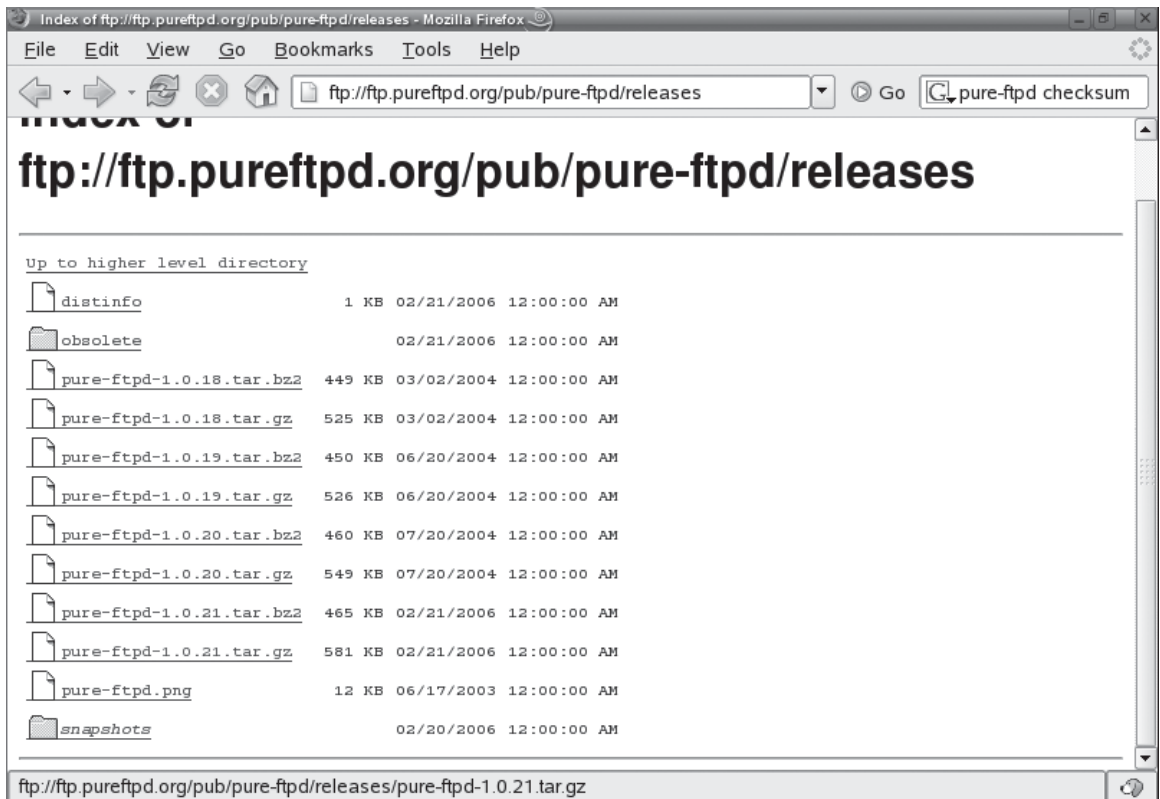 Index of ftp://ftp.pureftpd.org/pub/pure-ftpd/releases - Mozilla Firefox
File Edit View Go Bookmarks Tools Help
ftp://ftp.pureftpd.org/pub/pure-ftpd/releases Go G pure-ftpd checksum
Index of
ftp://ftp.pureftpd.org/pub/pure-ftpd/releases
Up to higher level directory
distinfo 1 KB 02/21/2006 12:00:00 AM
obsolete 02/21/2006 12:00:00 AM
pure-ftpd-1.0.18.tar.bz2 449 KB 03/02/2004 12:00:00 AM
pure-ftpd-1.0.18.tar.gz 525 KB 03/02/2004 12:00:00 AM
pure-ftpd-1.0.19.tar.bz2 450 KB 06/20/2004 12:00:00 AM
pure-ftpd-1.0.19.tar.gz 526 KB 06/20/2004 12:00:00 AM
pure-ftpd-1.0.20.tar.bz2 460 KB 07/20/2004 12:00:00 AM
pure-ftpd-1.0.20.tar.gz 549 KB 07/20/2004 12:00:00 AM
pure-ftpd-1.0.21.tar.bz2 465 KB 02/21/2006 12:00:00 AM
pure-ftpd-1.0.21.tar.gz 581 KB 02/21/2006 12:00:00 AM
pure-ftpd.png 12 KB 06/17/2003 12:00:00 AM
snapshots 02/20/2006 12:00:00 AM
ftp://ftp.pureftpd.org/pub/pure-ftpd/releases/pure-ftpd-1.0.21.tar.gz